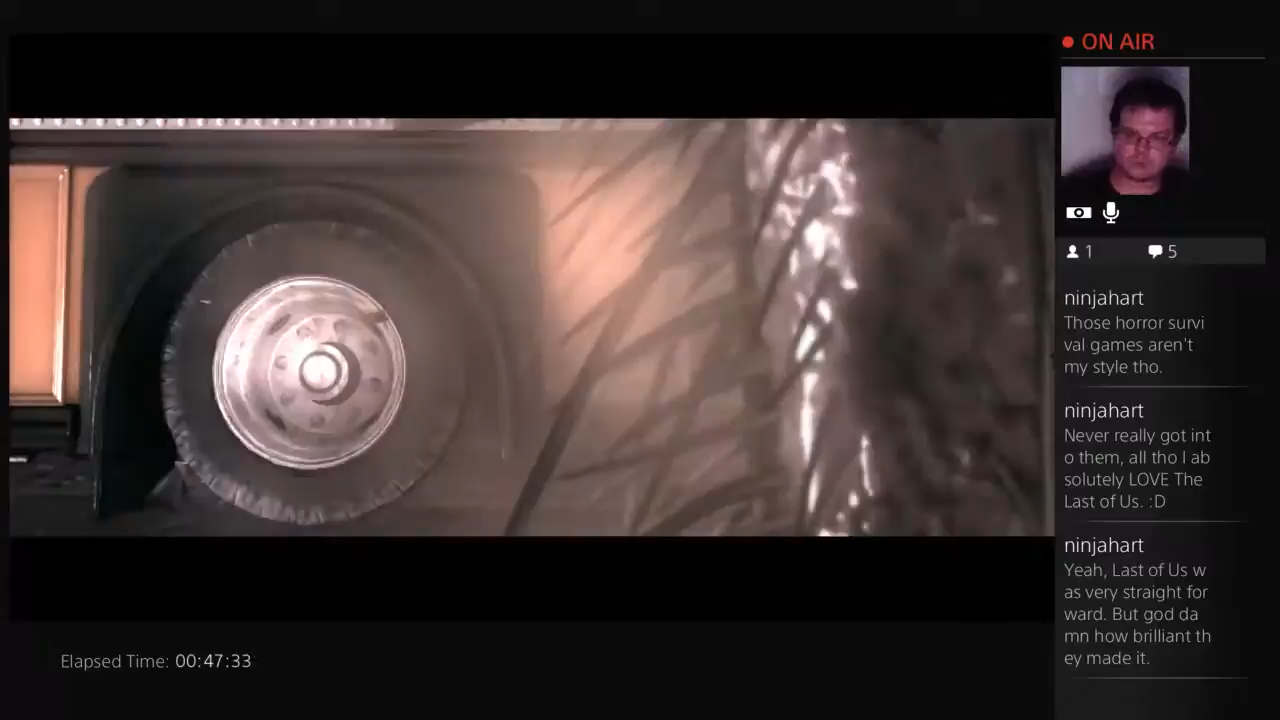 ON AIR
1 5
ninjahart
Those horror survi
val games aren't
my style tho.
ninjahart
Never really got int
o them, all tho I ab
solutely LOVE The
Last of Us. :D
ninjahart
Yeah, Last of Us w
as very straight for
ward. But god da
mn how brilliant th
ey made it.
Elapsed Time: 00:47:33